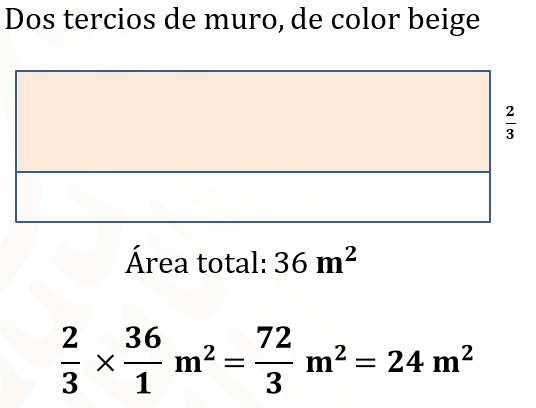 Dos tercios de muro, de color beige
2/3
Área total: 36 m²
2/3 × 36/1 m² = 72/3 m² = 24 m²